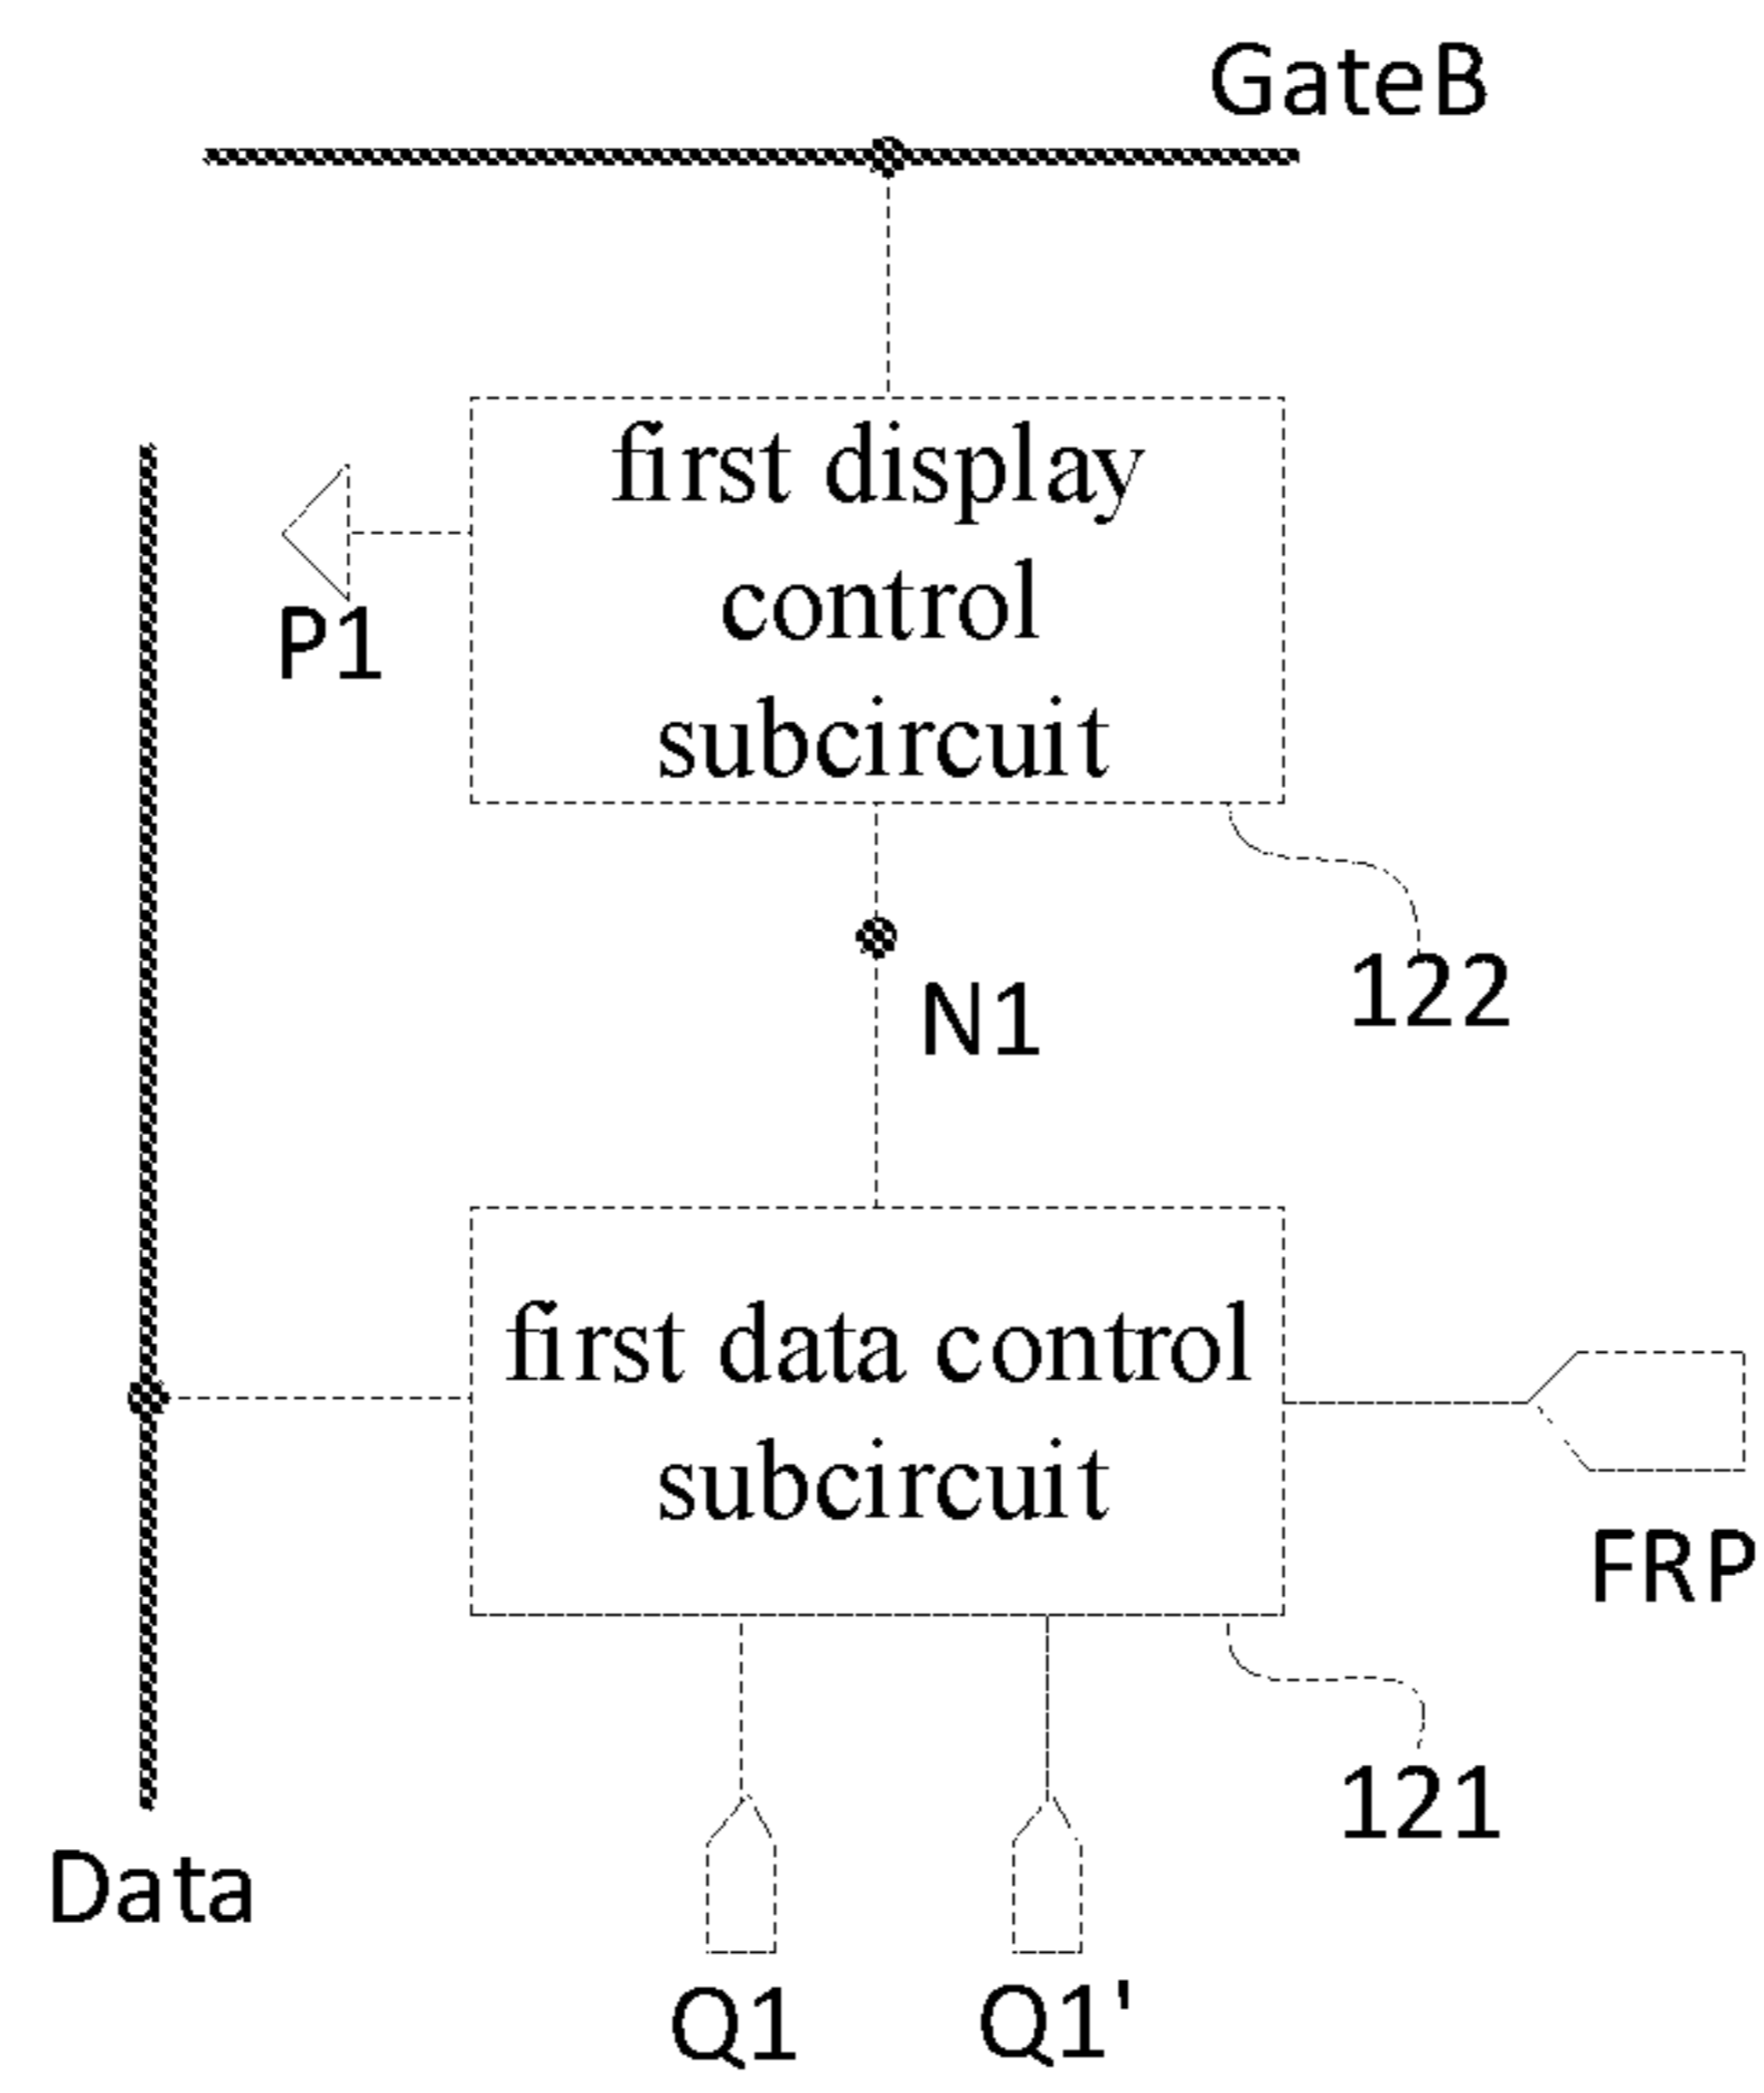 GateB
first display
control
subcircuit
P1
122
N1
first data control
subcircuit
FRP
121
Data
Q1
Q1'